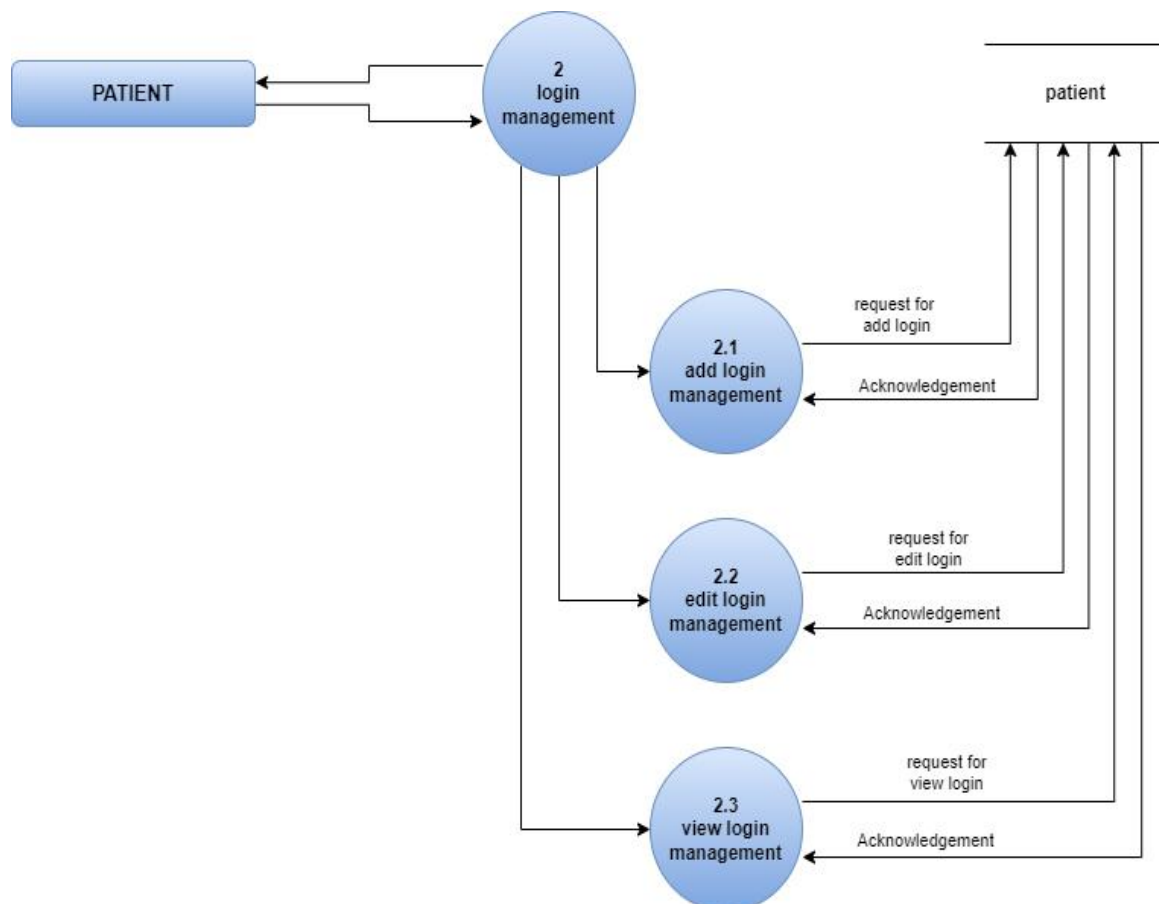 PATIENT
2
login
management
patient
request for
add login
2.1
add login
management
Acknowledgement
request for
edit login
2.2
edit login
management
Acknowledgement
request for
view login
2.3
view login
management
Acknowledgement